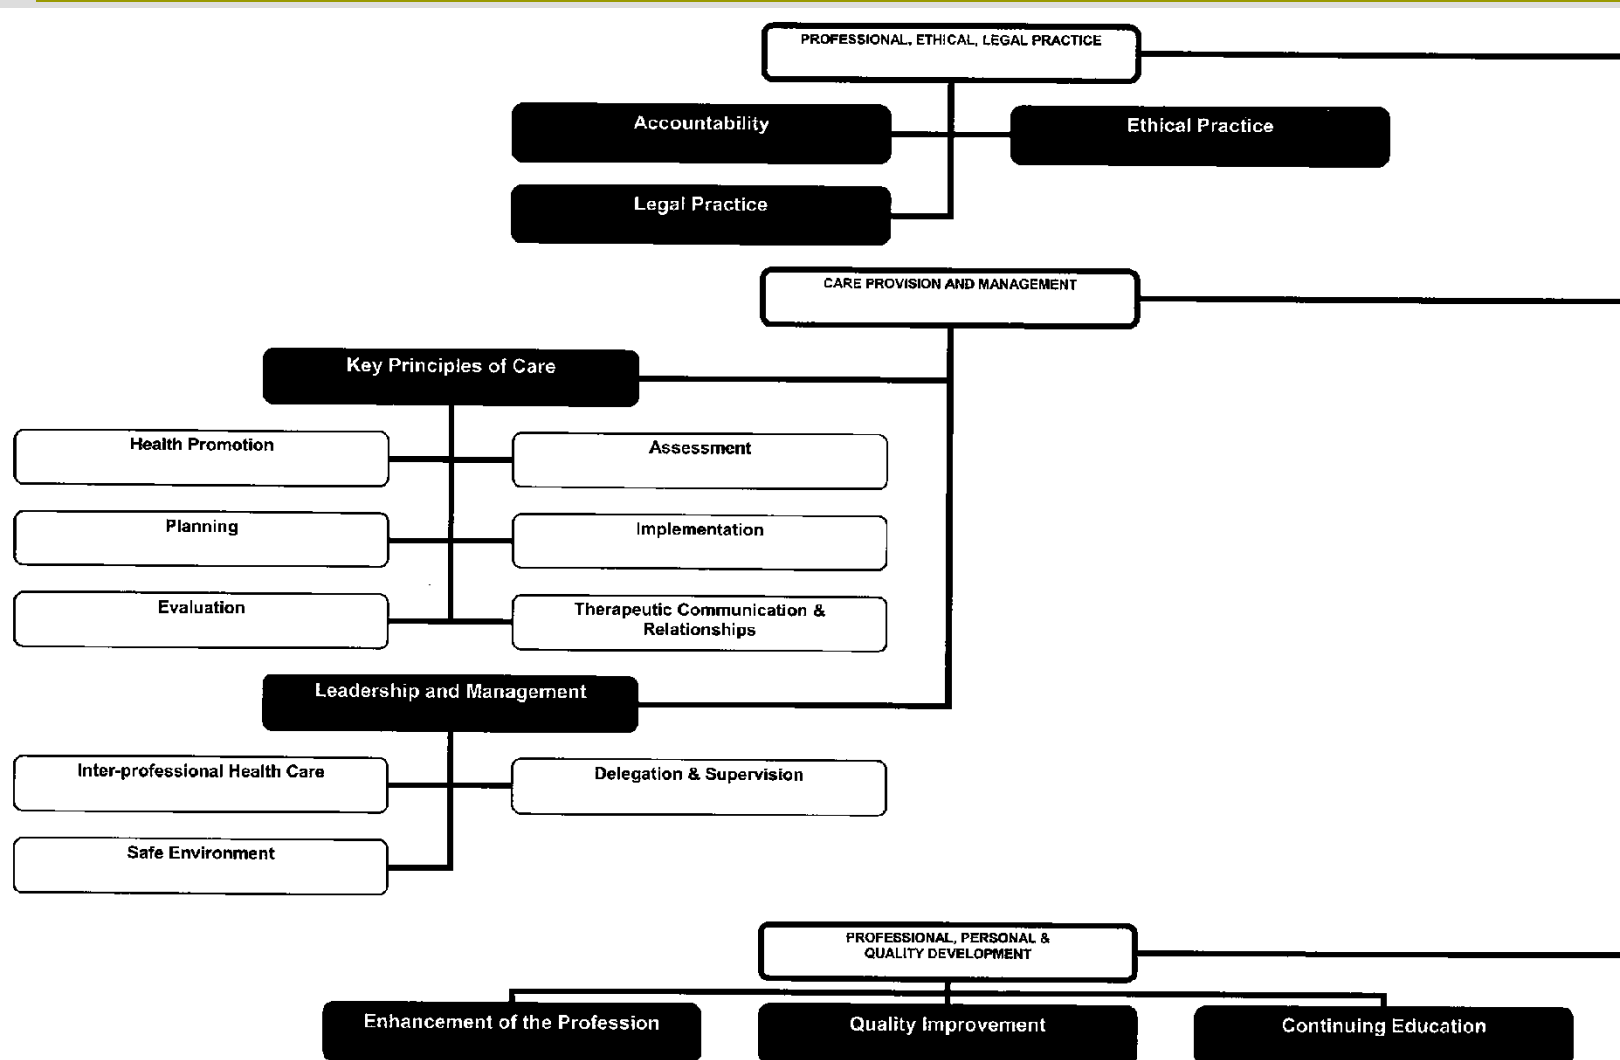 PROFESSIONAL, ETHICAL, LEGAL PRACTICE
Accountability
Ethical Practice
Legal Practice
CARE PROVISION AND MANAGEMENT
Key Principles of Care
Health Promotion
Assessment
Planning
Implementation
Evaluation
Therapeutic Communication &
Relationships
Leadership and Management
Inter-professional Health Care
Delegation & Supervision
Safe Environment
PROFESSIONAL, PERSONAL &
QUALITY DEVELOPMENT
Enhancement of the Profession
Quality Improvement
Continuing Education